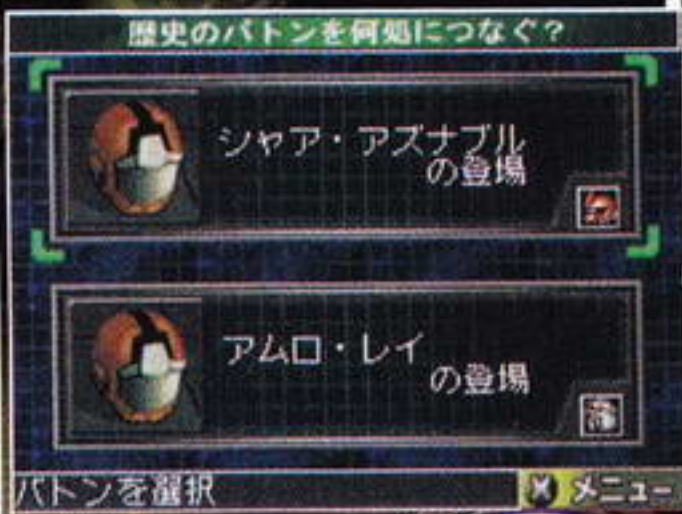 歴史のバトンを何処につなぐ?
シャア・アズナブル
の登場
アムロ・レイ
の登場
バトンを選択
X メニュー